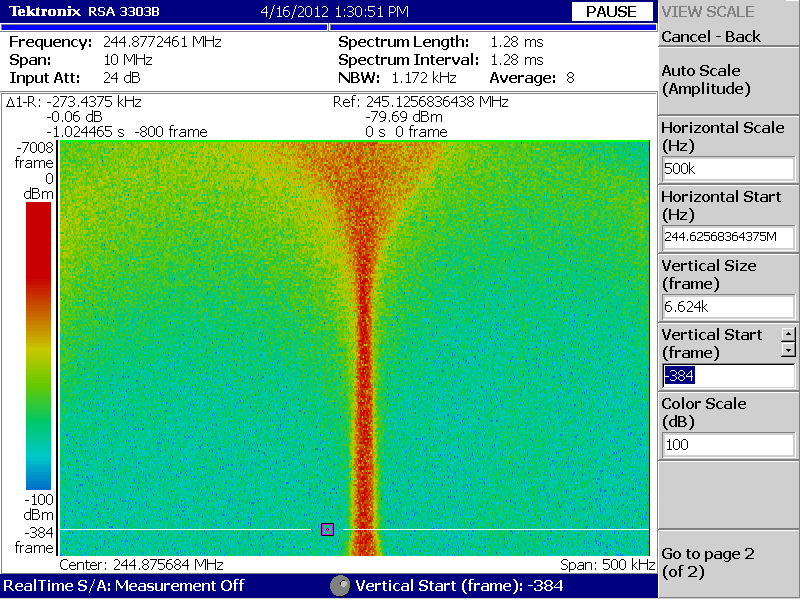 Tektronix RSA 3303B 4/16/2012 1:30:51 PM PAUSE VIEW SCALE
Frequency: 244.8772461 MHz Spectrum Length: 1.28 ms Cancel - Back
Span: 10 MHz Spectrum Interval: 1.28 ms
Input Att: 24 dB NBW: 1.172 kHz Average: 8
Δ1-R: -273.4375 kHz Ref: 245.1256836438 MHz
-0.06 dB -79.69 dBm
-1.024465 s -800 frame 0 s 0 frame
-7008
frame
0
dBm
-100
dBm
-384
frame
Center: 244.875684 MHz Span: 500 kHz
RealTime S/A: Measurement Off Vertical Start (frame): -384
Auto Scale
(Amplitude)
Horizontal Scale
(Hz)
500k
Horizontal Start
(Hz)
244.62568364375M
Vertical Size
(frame)
6.624k
Vertical Start
(frame)
-384
Color Scale
(dB)
100
Go to page 2
(of 2)